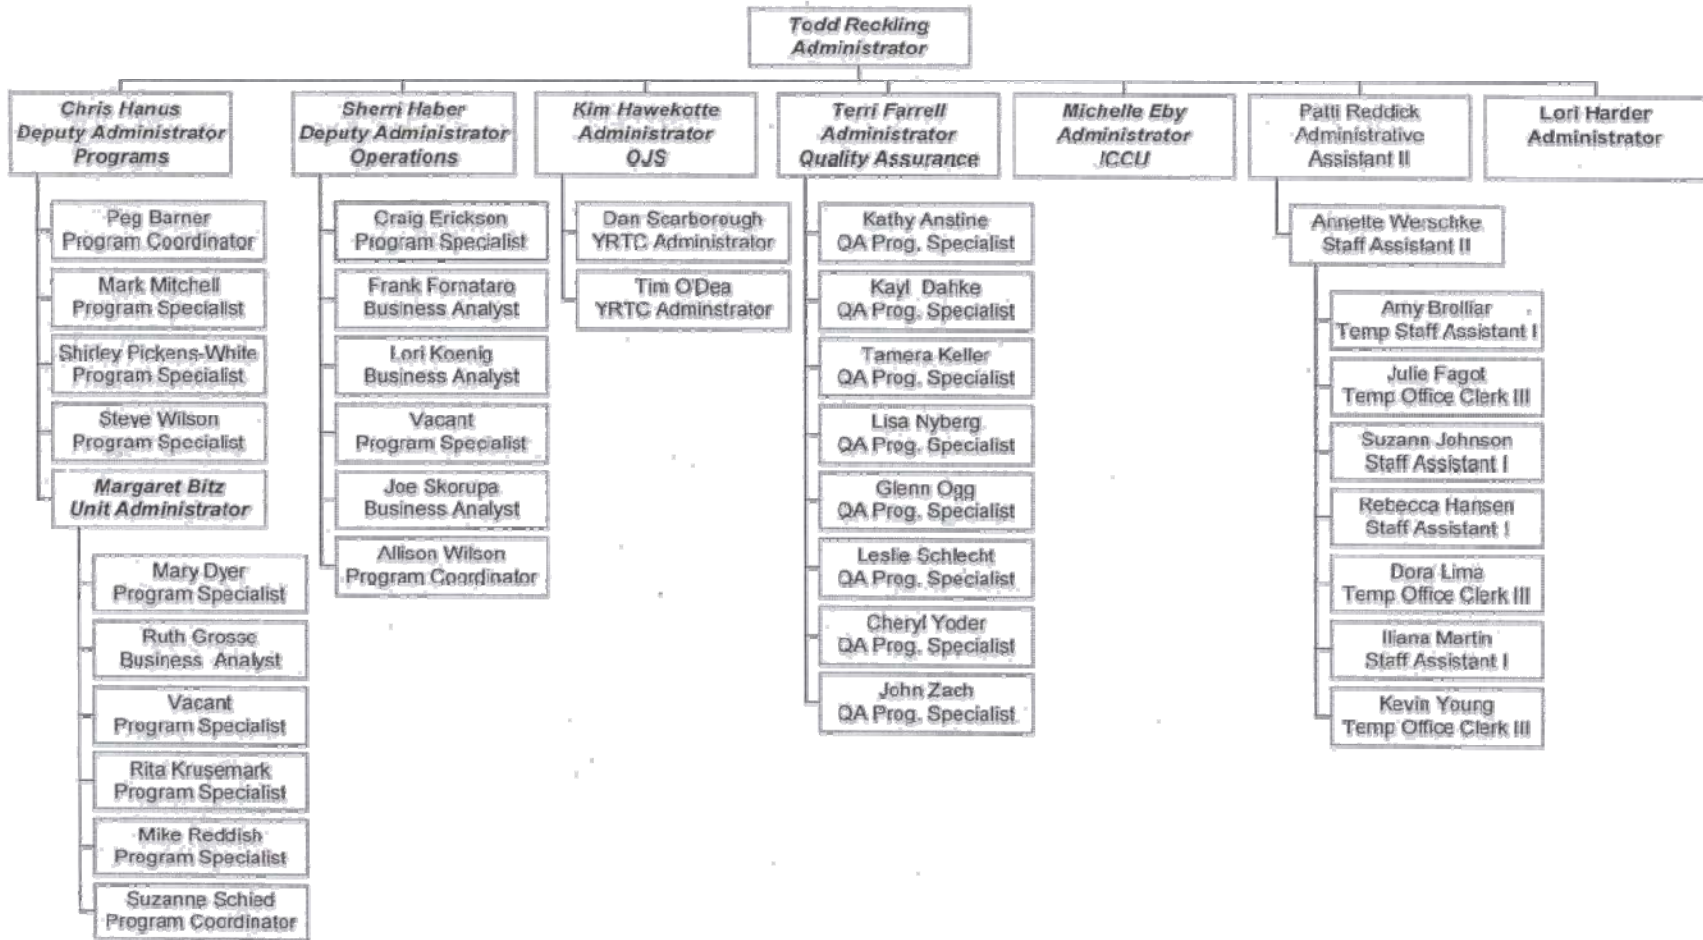 Todd Reckling
Administrator
Chris Hanus
Deputy Administrator
Programs
Peg Barner
Program Coordinator
Mark Mitchell
Program Specialist
Shirley Pickens-White
Program Specialist
Steve Wilson
Program Specialist
Margaret Bitz
Unit Administrator
Mary Dyer
Program Specialist
Ruth Grosse
Business Analyst
Vacant
Program Specialist
Rita Krusemark
Program Specialist
Mike Reddish
Program Specialist
Suzanne Schied
Program Coordinator
Sherri Haber
Deputy Administrator
Operations
Craig Erickson
Program Specialist
Frank Fornataro
Business Analyst
Lori Koenig
Business Analyst
Vacant
Program Specialist
Joe Skorupa
Business Analyst
Allison Wilson
Program Coordinator
Kim Hawekotte
Administrator
OJS
Dan Scarborough
YRTC Administrator
Tim O'Dea
YRTC Adminstrator
Terri Farrell
Administrator
Quality Assurance
Kathy Anstine
QA Prog. Specialist
Kayl Dahke
QA Prog. Specialist
Tamera Keller
QA Prog. Specialist
Lisa Nyberg
QA Prog. Specialist
Glenn Ogg
QA Prog. Specialist
Leslie Schlecht
QA Prog. Specialist
Cheryl Yoder
QA Prog. Specialist
John Zach
QA Prog. Specialist
Michelle Eby
Administrator
ICCU
Patti Reddick
Administrative
Assistant II
Annette Werschke
Staff Assistant II
Amy Brolliar
Temp Staff Assistant I
Julie Fagot
Temp Office Clerk III
Suzann Johnson
Staff Assistant I
Rebecca Hansen
Staff Assistant I
Dora Lima
Temp Office Clerk III
Iliana Martin
Staff Assistant I
Kevin Young
Temp Office Clerk III
Lori Harder
Administrator